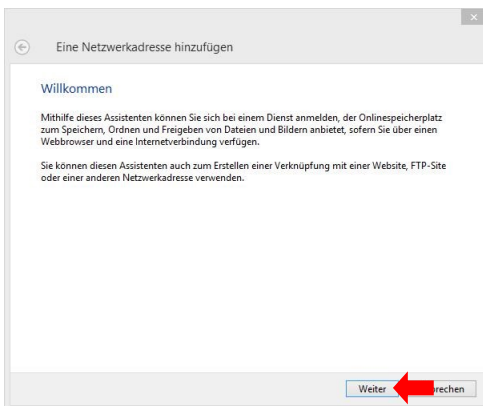 Eine Netzwerkadresse hinzufügen
Willkommen
Mithilfe dieses Assistenten können Sie sich bei einem Dienst anmelden, der Onlinespeicherplatz
zum Speichern, Ordnen und Freigeben von Dateien und Bildern anbietet, sofern Sie über einen
Webbrowser und eine Internetverbindung verfügen.
Sie können diesen Assistenten auch zum Erstellen einer Verknüpfung mit einer Website, FTP-Site
oder einer anderen Netzwerkadresse verwenden.
Weiter rechen